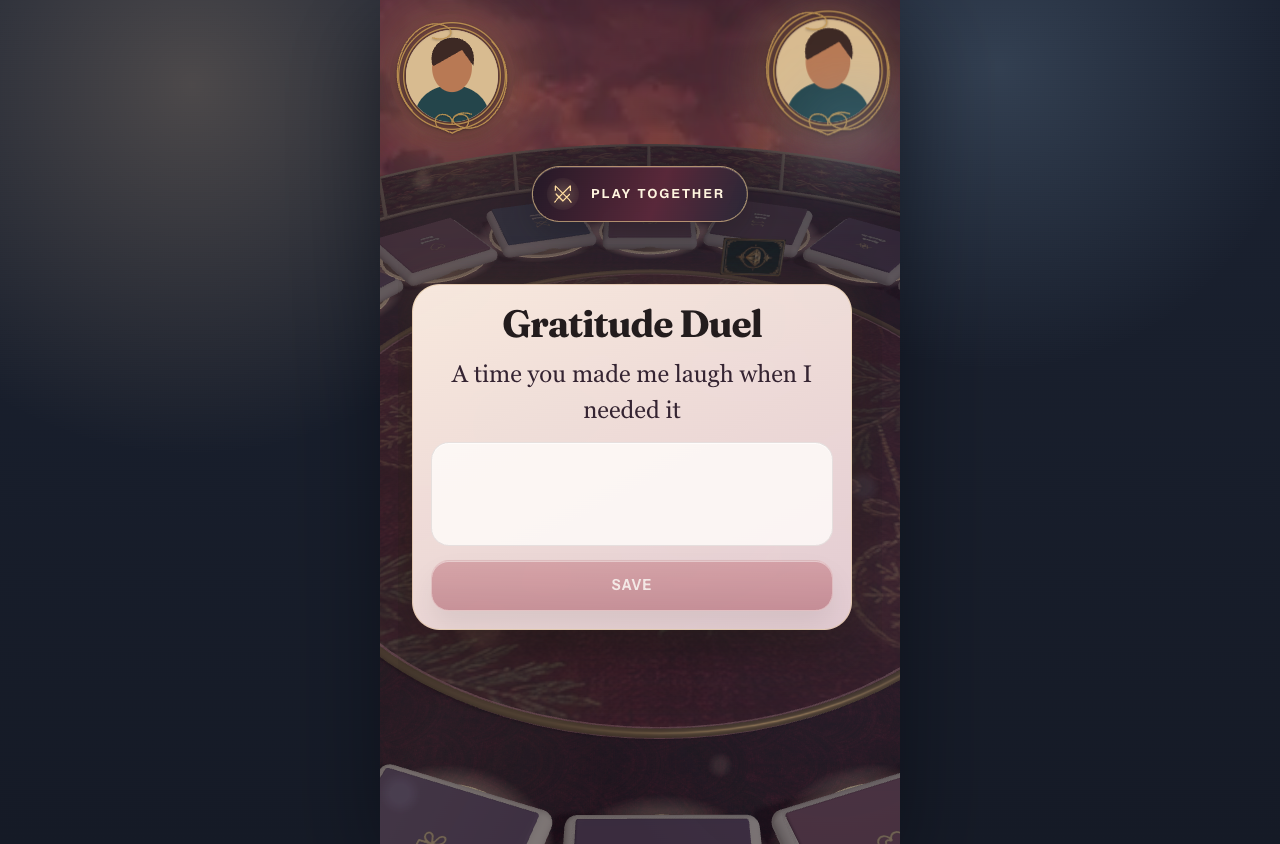 PLAY TOGETHER
Gratitude Duel
A time you made me laugh when I
needed it
SAVE